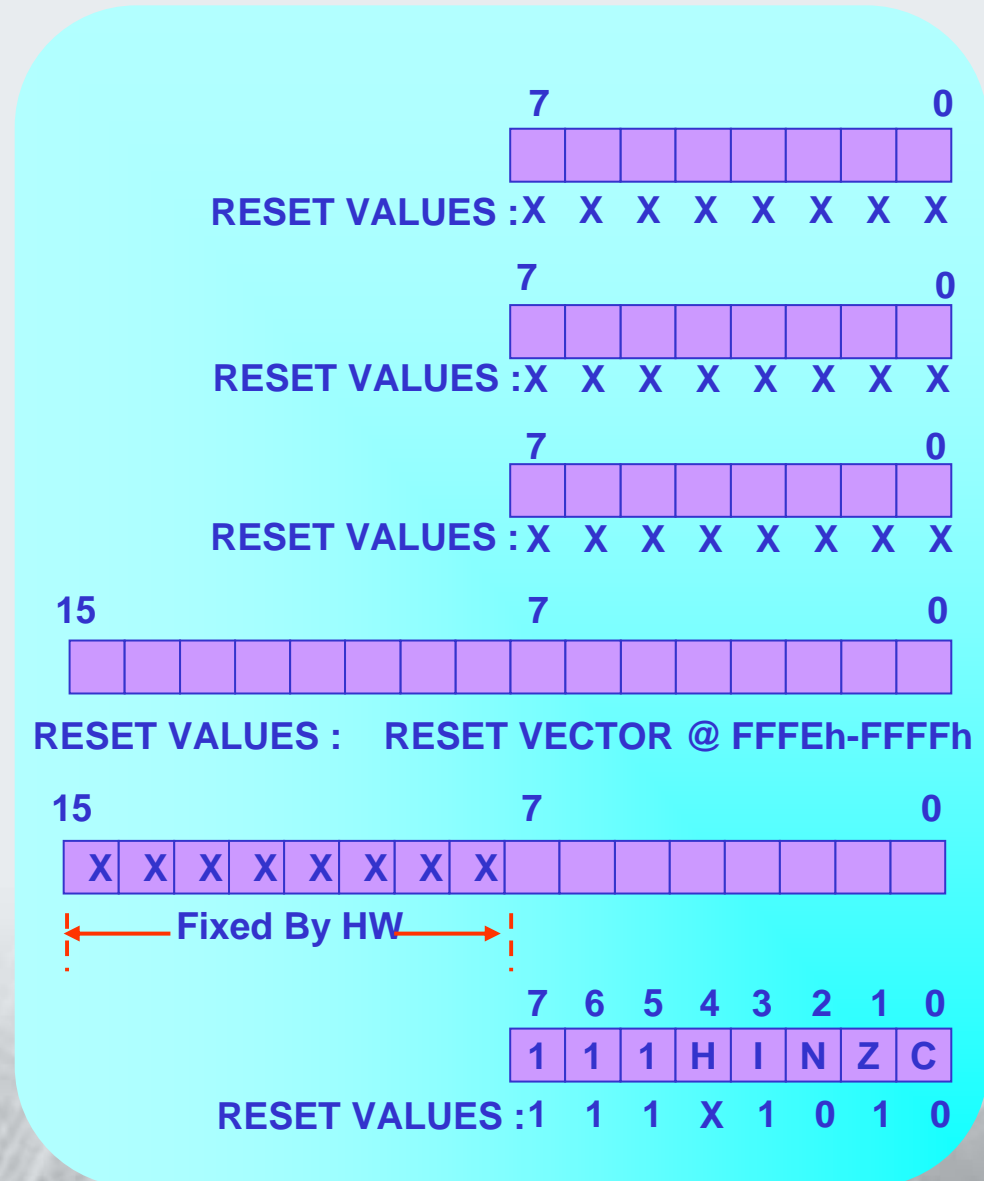 7 0
RESET VALUES : X X X X X X X X
7 0
RESET VALUES : X X X X X X X X
7 0
RESET VALUES : X X X X X X X X
15 7 0
RESET VALUES : RESET VECTOR @ FFFEh-FFFFh
15 7 0
X X X X X X X X
Fixed By HW
7 6 5 4 3 2 1 0
1 1 1 H I N Z C
RESET VALUES : 1 1 1 X 1 0 1 0